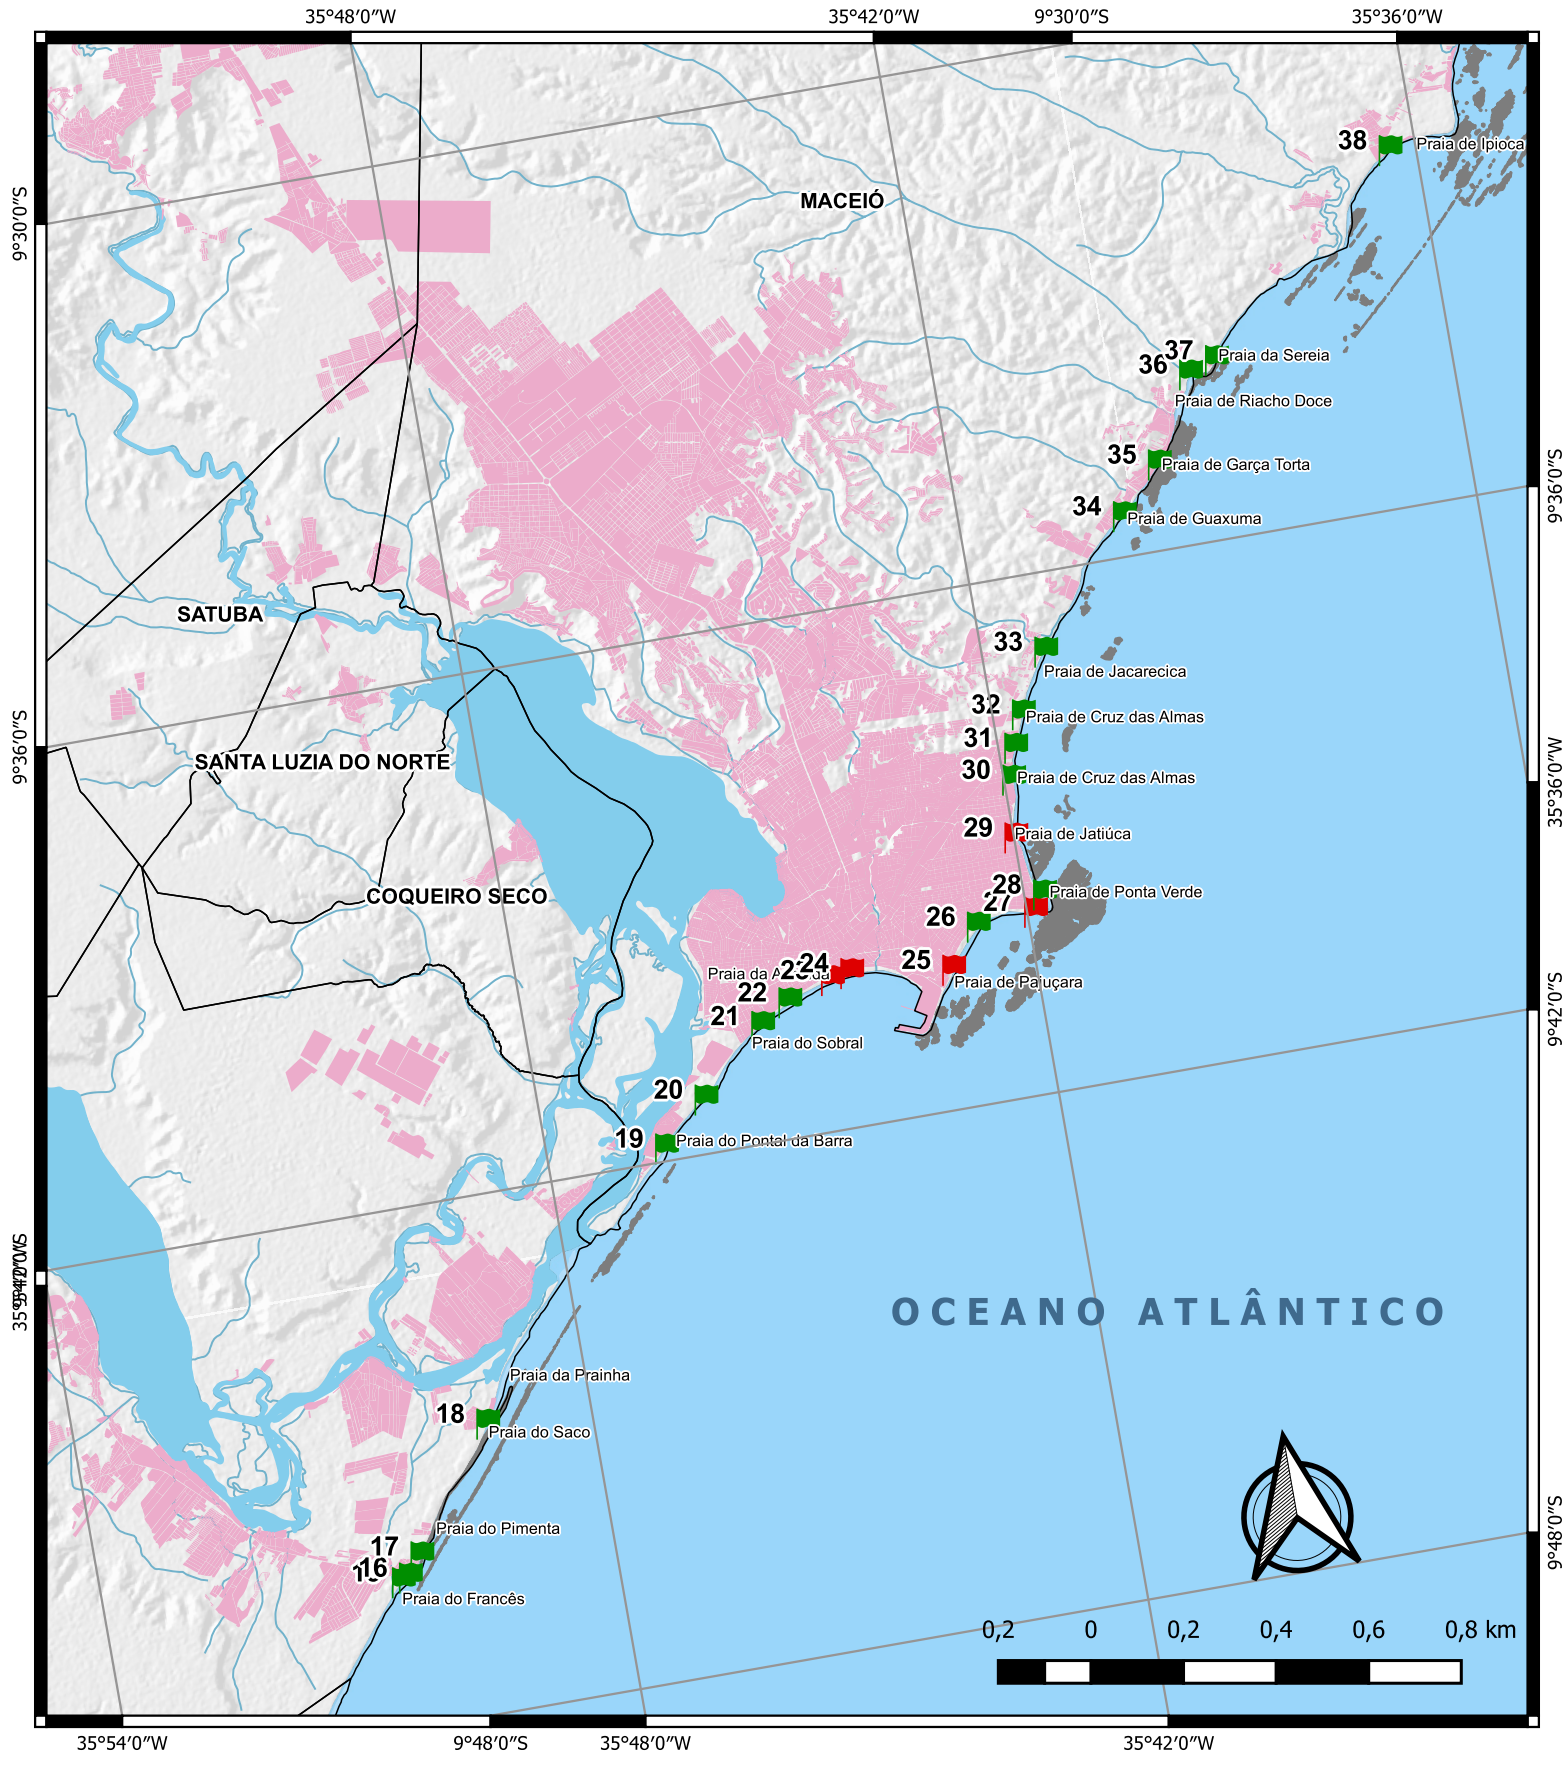 35°48′0″W
35°42′0″W
9°30′0″S
35°36′0″W
38
Praia de Ipioca
9°30′0″S
MACEIÓ
37
Praia da Sereia
36
Praia de Riacho Doce
35
Praia de Garça Torta
9°36′0″S
34
Praia de Guaxuma
SATUBA
33
Praia de Jacarecica
32
Praia de Cruz das Almas
31
9°36′0″S
SANTA LUZIA DO NORTE
30
Praia de Cruz das Almas
35°36′0″W
29
Praia de Jatiúca
28
Praia de Ponta Verde
COQUEIRO SECO
27
26
25
24
23
Praia da
Praia de Pajuçara
22
21
9°42′0″S
Praia do Sobral
20
19
Praia do Pontal da Barra
OCEANO ATLÂNTICO
Praia da Prainha
18
Praia do Saco
Praia do Pimenta
17
16
Praia do Francês
9°48′0″S
0,2 0 0,2 0,4 0,6 0,8 km
35°54′0″W
9°48′0″S
35°48′0″W
35°42′0″W